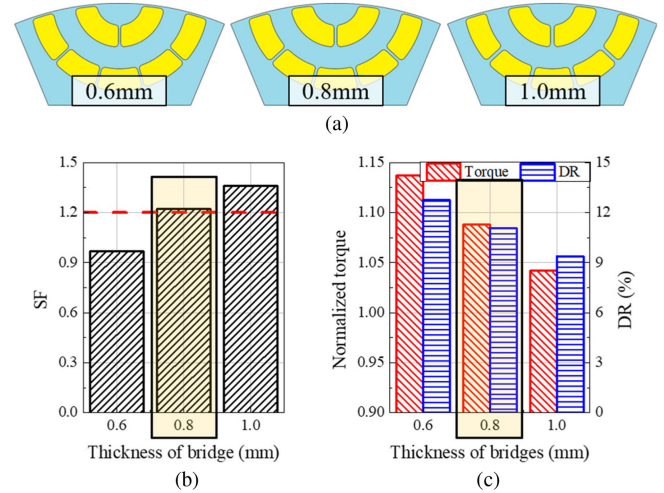 0.6mm 0.8mm 1.0mm
(a)
1.5
1.2
0.9
0.6
0.3
0.0
SF
0.6 0.8 1.0
Thickness of bridge (mm)
(b)
Torque DR
1.15
1.10
1.05
1.00
0.95
0.90
Normalized torque
15
12
9
6
3
0
DR (%)
0.6 0.8 1.0
Thickness of bridges (mm)
(c)